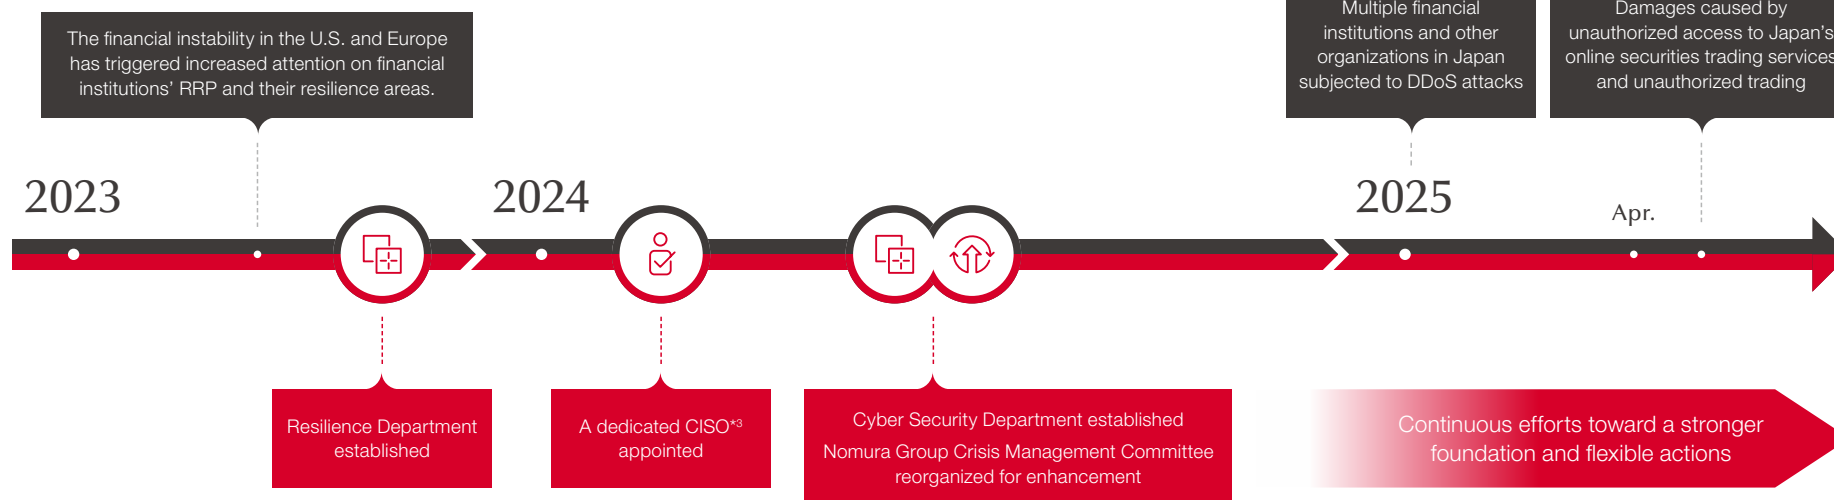 The financial instability in the U.S. and Europe
has triggered increased attention on financial
institutions' RRP and their resilience areas.
Multiple financial
institutions and other
organizations in Japan
subjected to DDoS attacks
Damages caused by
unauthorized access to Japan's
online securities trading services
and unauthorized trading
2023
2024
2025
Apr.
Resilience Department
established
A dedicated CISO*3
appointed
Cyber Security Department established
Nomura Group Crisis Management Committee
reorganized for enhancement
Continuous efforts toward a stronger
foundation and flexible actions